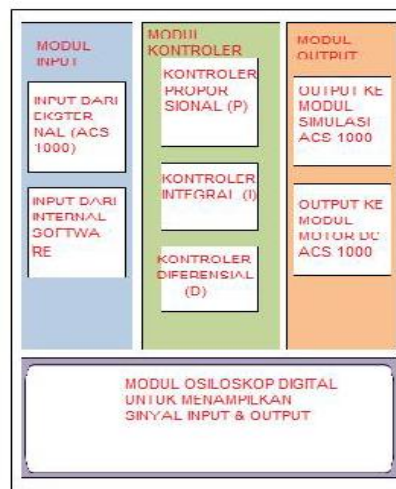 MODUL
INPUT
INPUT DARI
EKSTER
NAL (ACS
1000)
INPUT DARI
INTERNAL
SOFTWA
RE
MODUL
KONTROLER
KONTROLER
PROPOR
SIONAL (P)
KONTROLER
INTEGRAL (I)
KONTROLER
DIFERENSIAL
(D)
MODUL
OUTPUT
OUTPUT KE
MODUL
SIMULASI
ACS 1000
OUTPUT KE
MODUL
MOTOR DC
ACS 1000
MODUL OSILOSKOP DIGITAL
UNTUK MENAMPILKAN
SINYAL INPUT & OUTPUT